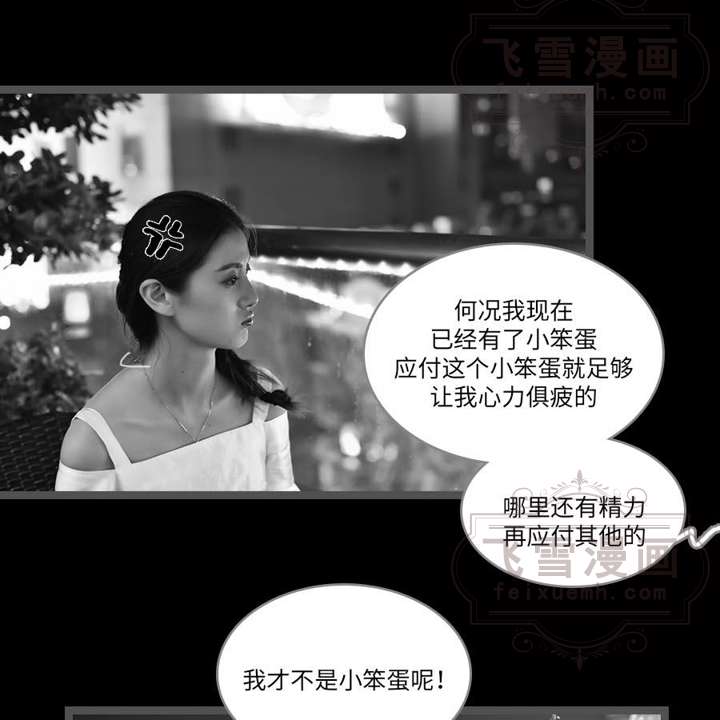 飞雪漫画
feixuemh.com
何况我现在
已经有了小笨蛋
应付这个小笨蛋就足够
让我心力俱疲的
哪里还有精力
再应付其他的
飞雪漫画
feixuemh.com
我才不是小笨蛋呢！